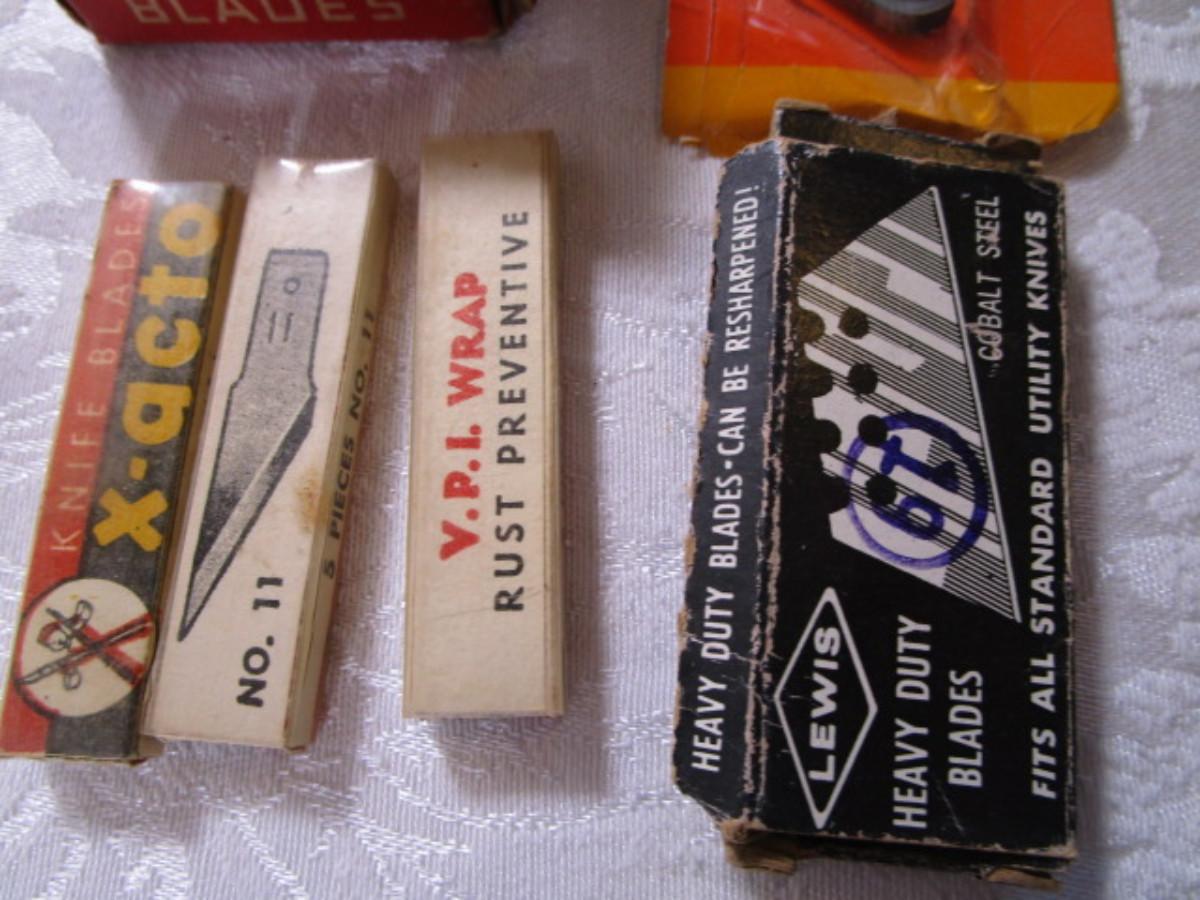 BLADES
KNIFE BLADES
x-acto
NO. 11
5 PIECES NO. 11
V.P.I. WRAP
RUST PREVENTIVE
HEAVY DUTY BLADES-CAN BE RESHARPENED!
LEWIS
HEAVY DUTY
BLADES
"COBALT STEEL"
FITS ALL STANDARD UTILITY KNIVES